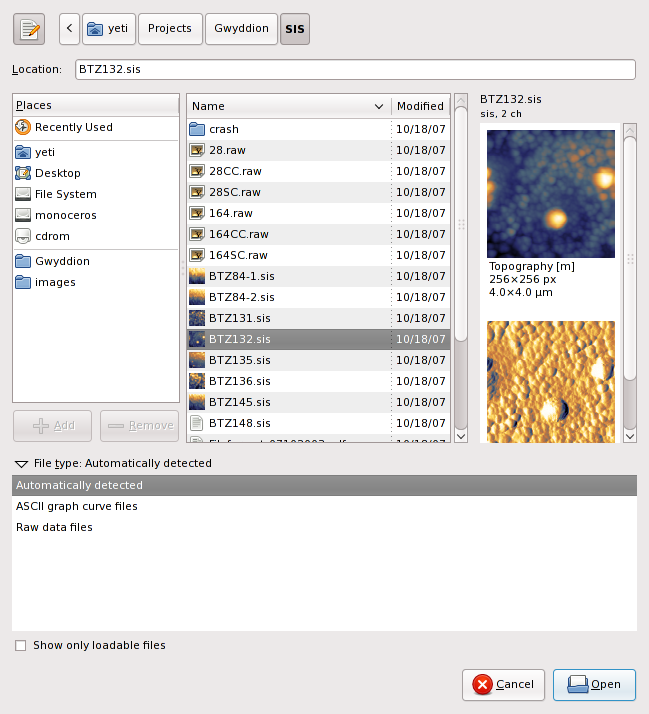 yeti Projects Gwyddion SIS
Location: BTZ132.sis
Places
Recently Used
yeti
Desktop
File System
monoceros
cdrom
Gwyddion
images
Add Remove
Name Modified
crash 10/18/07
28.raw 10/18/07
28CC.raw 10/18/07
28SC.raw 10/18/07
164.raw 10/18/07
164CC.raw 10/18/07
164SC.raw 10/18/07
BTZ84-1.sis 10/18/07
BTZ84-2.sis 10/18/07
BTZ131.sis 10/18/07
BTZ132.sis 10/18/07
BTZ135.sis 10/18/07
BTZ136.sis 10/18/07
BTZ145.sis 10/18/07
BTZ148.sis 10/18/07
10/18/07
BTZ132.sis
sis, 2 ch
Topography [m]
256×256 px
4.0×4.0 µm
File type: Automatically detected
Automatically detected
ASCII graph curve files
Raw data files
Show only loadable files
Cancel Open